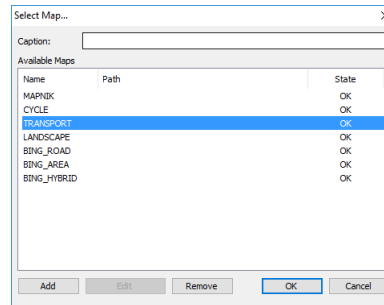 Select Map...
Caption:
Available Maps
Name Path State
MAPNIK OK
CYCLE OK
TRANSPORT OK
LANDSCAPE OK
BING_ROAD OK
BING_AREA OK
BING_HYBRID OK
Add Edit Remove OK Cancel